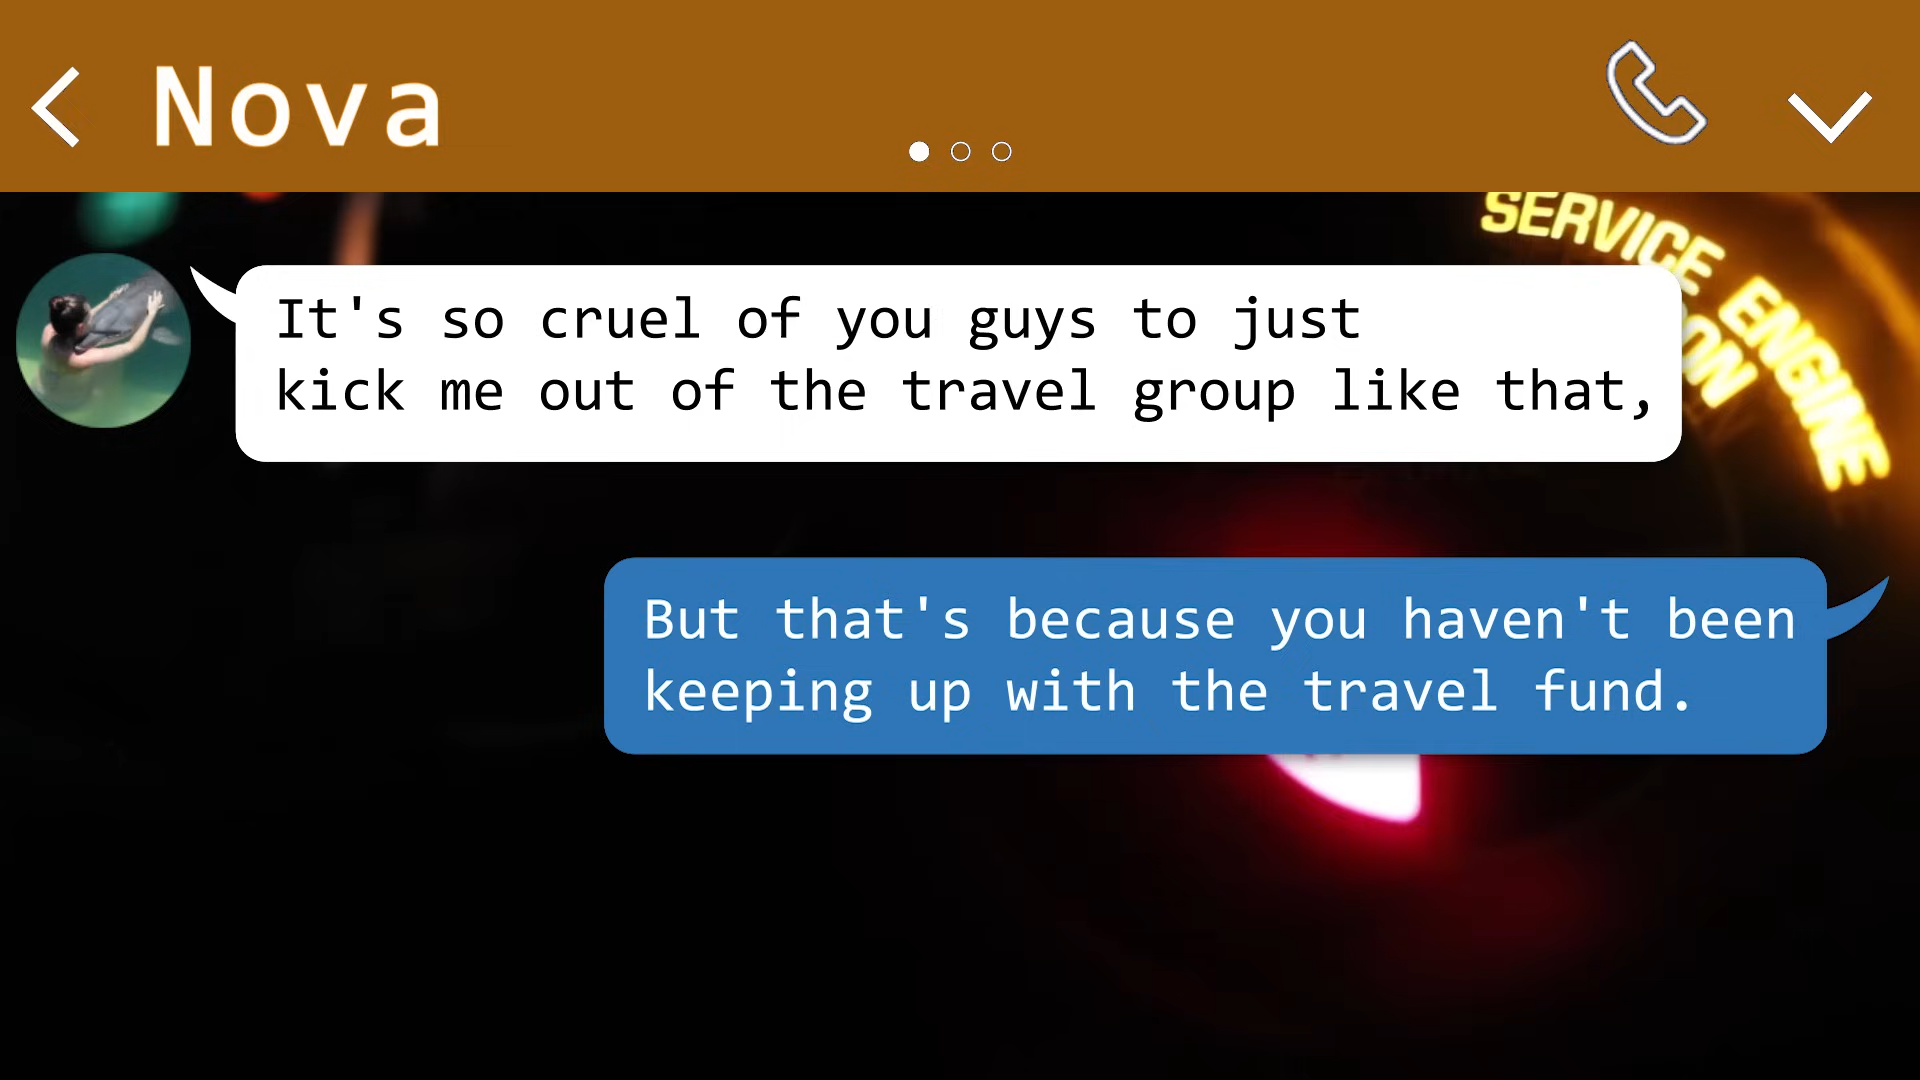 Nova
SERVICE ENGINE
ON
It's so cruel of you guys to just
kick me out of the travel group like that,
But that's because you haven't been
keeping up with the travel fund.